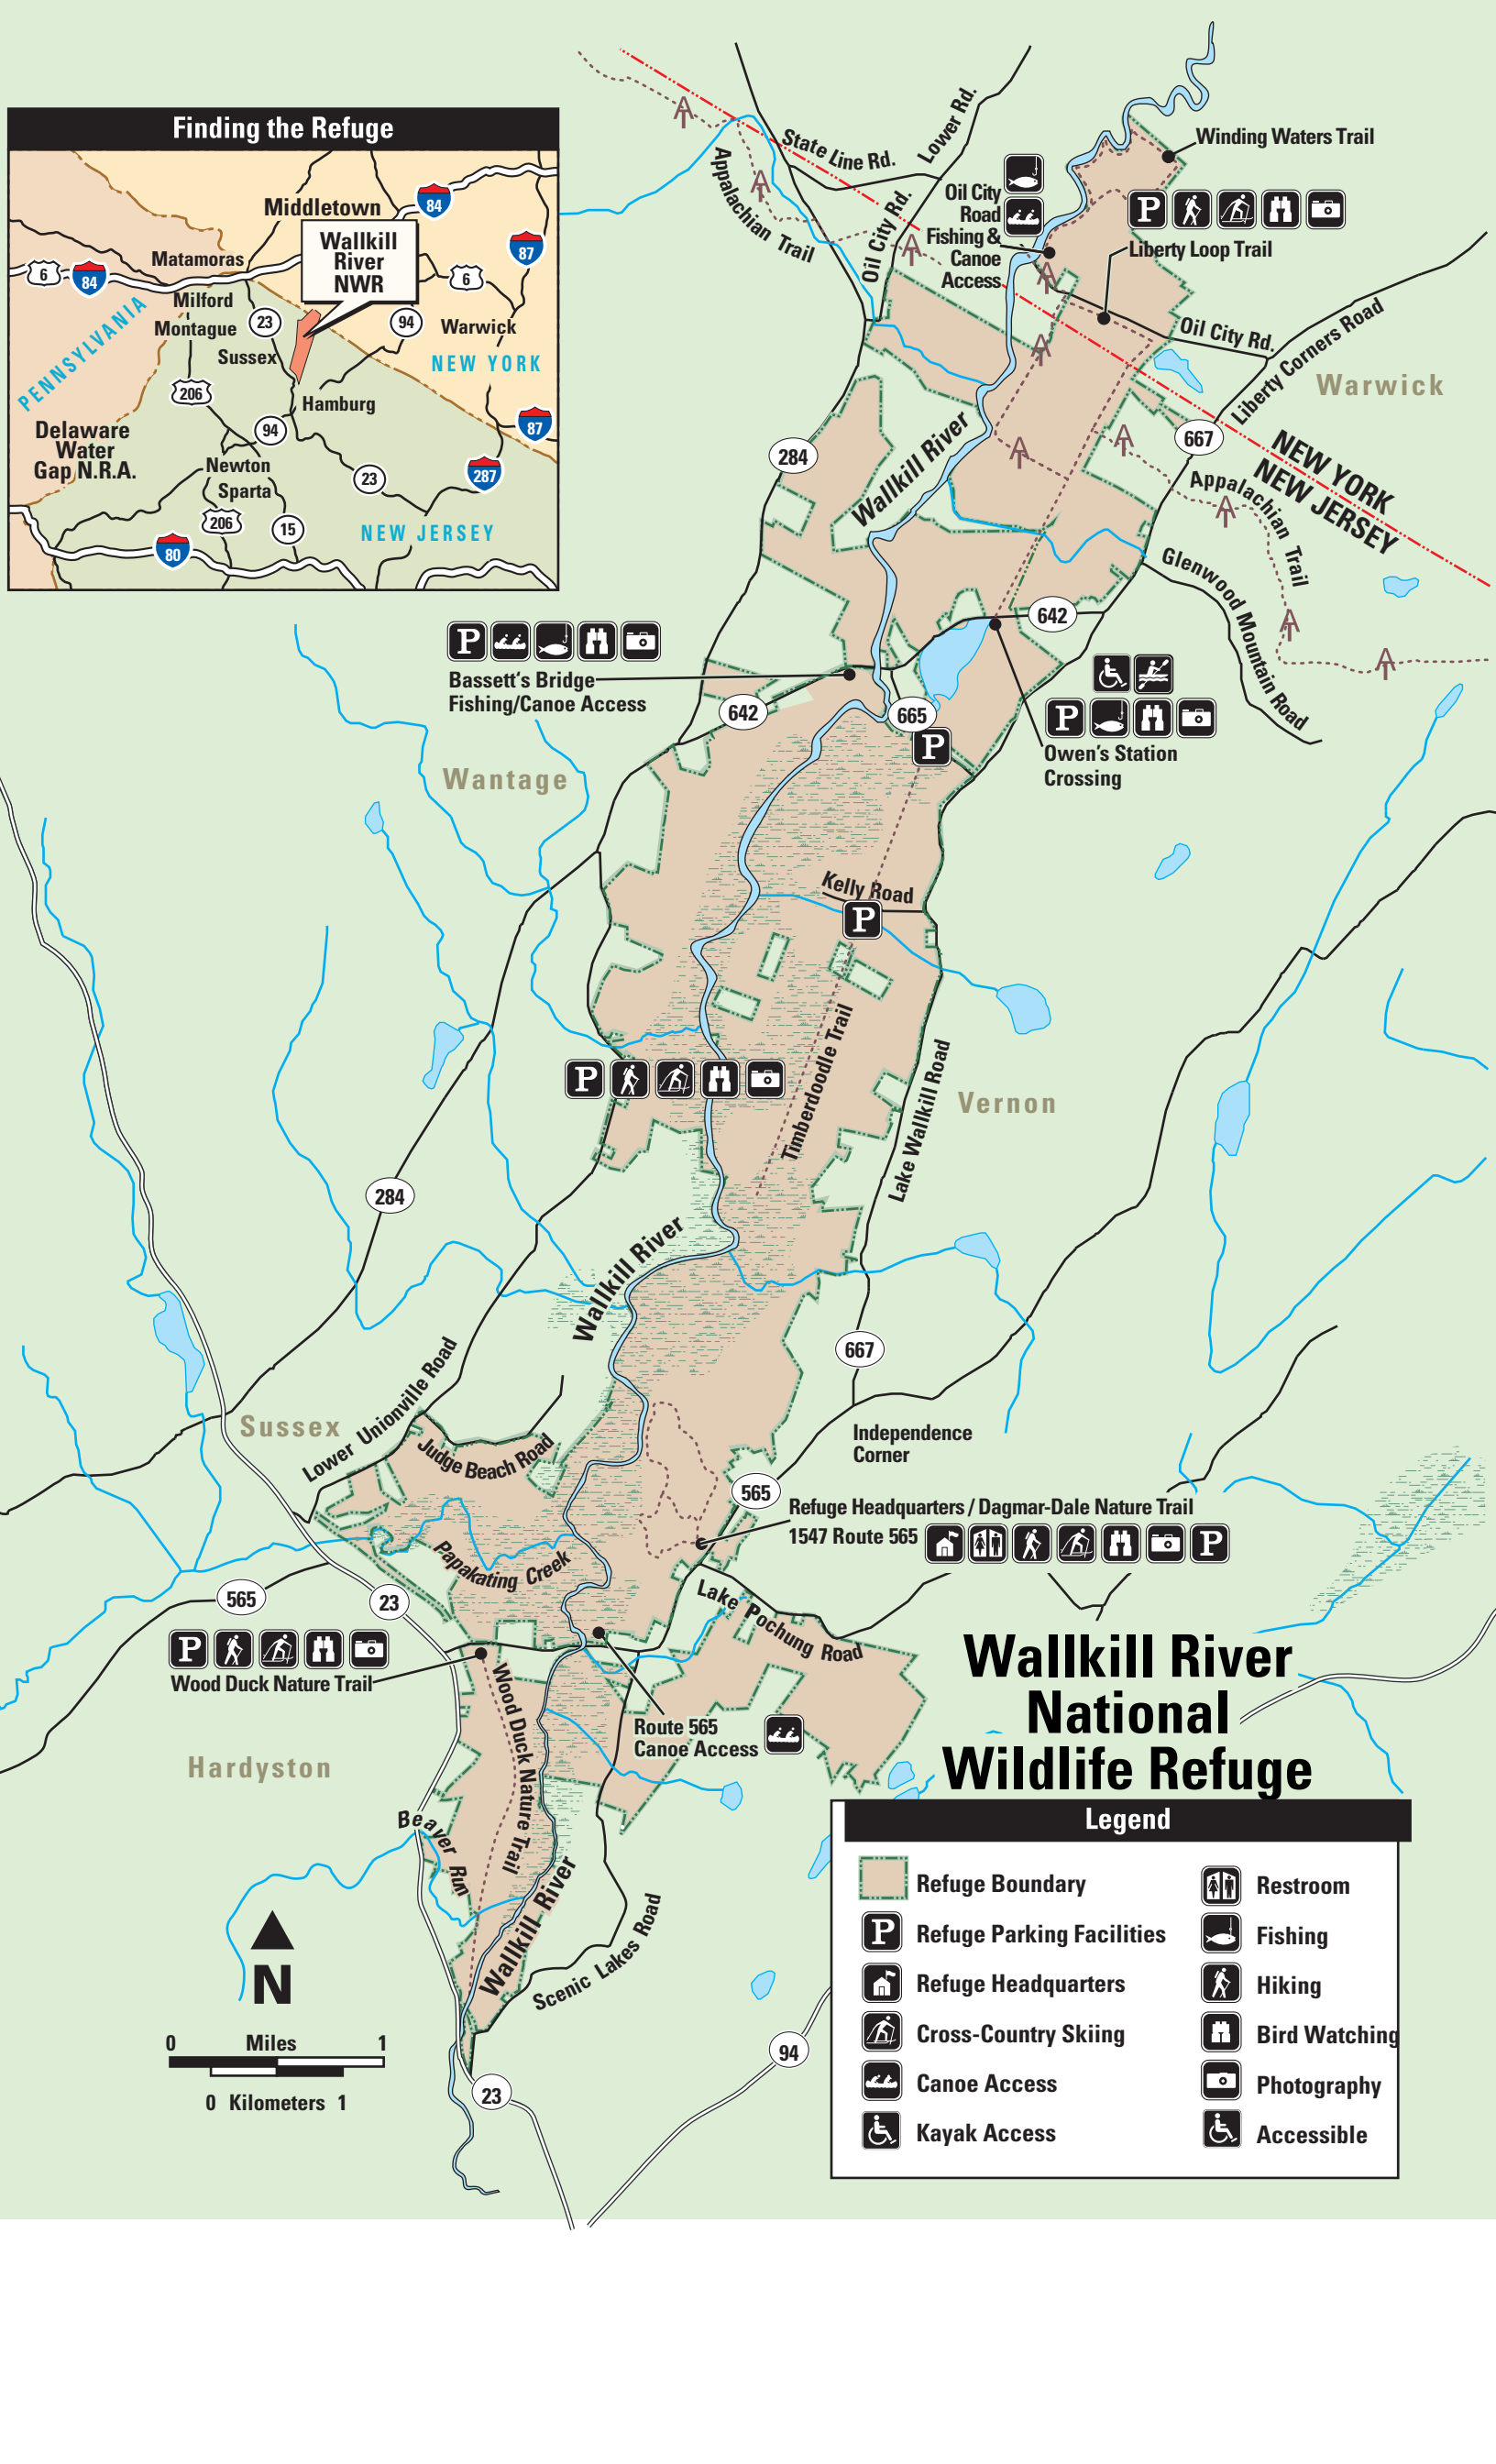 Finding the Refuge
Middletown
84
87
Wallkill
River
NWR
Matamoras
6
84
6
Milford
23
94
Montague
Warwick
Sussex
NEW YORK
PENNSYLVANIA
206
Hamburg
Delaware
Water
Gap N.R.A.
94
87
Newton
Sparta
23
287
206
15
NEW JERSEY
80
State Line Rd.
Lower Rd.
Appalachian Trail
Oil City Rd.
Oil City
Road
Fishing &
Canoe
Access
Winding Waters Trail
P
Liberty Loop Trail
Oil City Rd.
Liberty Corners Road
Warwick
284
Wallkill River
667
NEW YORK
NEW JERSEY
Appalachian Trail
Glenwood Mountain Road
642
P
Bassett's Bridge
Fishing/Canoe Access
642
665
P
P
Owen's Station
Crossing
Wantage
Kelly Road
P
Timberdoodle Trail
P
Lake Wallkill Road
Vernon
284
Wallkill River
667
Lower Unionville Road
Sussex
Judge Beach Road
Independence
Corner
565
Refuge Headquarters / Dagmar-Dale Nature Trail
1547 Route 565
P
Papakating Creek
565
23
Lake Pochung Road
P
Wood Duck Nature Trail
Wood Duck Nature Trail
Route 565
Canoe Access
Hardyston
Beaver Run
Wallkill River
Scenic Lakes Road
Wallkill River
National
Wildlife Refuge
N
0 Miles 1
0 Kilometers 1
23
94
Legend
Refuge Boundary
P
Refuge Parking Facilities
Refuge Headquarters
Cross-Country Skiing
Canoe Access
Kayak Access
Restroom
Fishing
Hiking
Bird Watching
Photography
Accessible